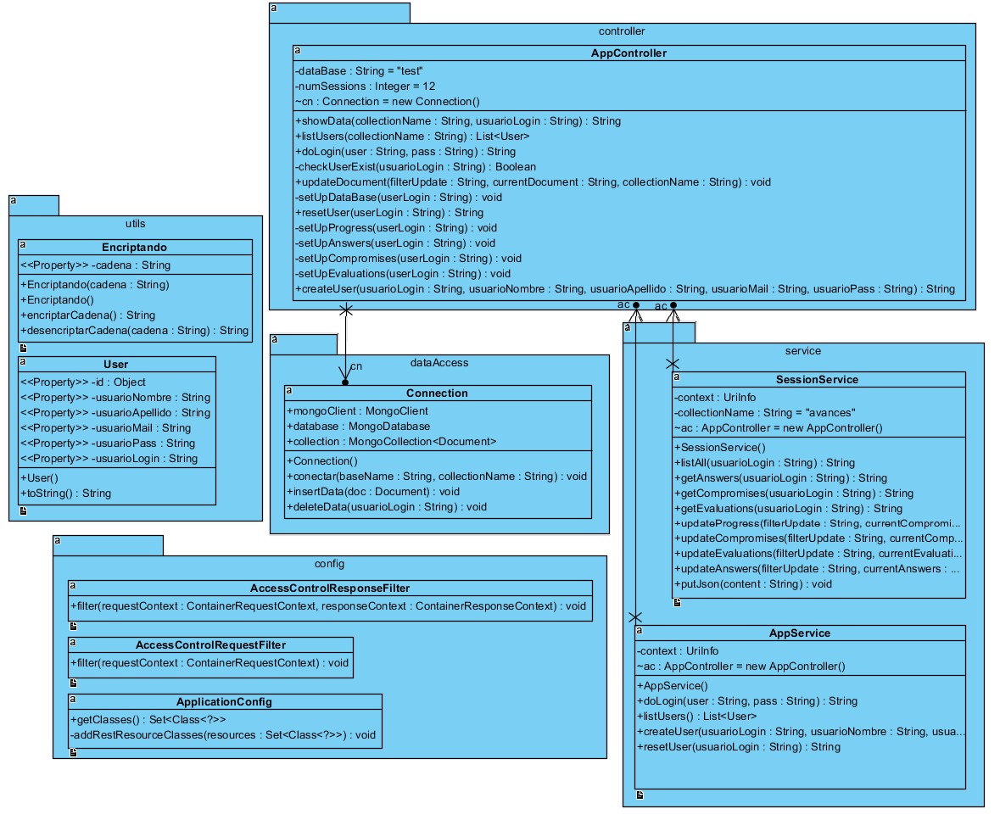 a
controller
a
AppController
-dataBase : String = "test"
-numSessions : Integer = 12
~cn : Connection = new Connection()
+showData(collectionName : String, usuarioLogin : String) : String
+listUsers(collectionName : String) : List<User>
+doLogin(user : String, pass : String) : String
-checkUserExist(usuarioLogin : String) : Boolean
+updateDocument(filterUpdate : String, currentDocument : String, collectionName : String) : void
-setUpDataBase(userLogin : String) : void
+resetUser(userLogin : String) : String
-setUpProgress(userLogin : String) : void
-setUpAnswers(userLogin : String) : void
-setUpCompromises(userLogin : String) : void
-setUpEvaluations(userLogin : String) : void
+createUser(usuarioLogin : String, usuarioNombre : String, usuarioApellido : String, usuarioMail : String, usuarioPass : String) : String
a
utils
a
Encriptando
<<Property>> -cadena : String
+Encriptando(cadena : String)
+Encriptando()
+encriptarCadena() : String
+desencriptarCadena(cadena : String) : String
a
User
<<Property>> -id : Object
<<Property>> -usuarioNombre : String
<<Property>> -usuarioApellido : String
<<Property>> -usuarioMail : String
<<Property>> -usuarioPass : String
<<Property>> -usuarioLogin : String
+User()
+toString() : String
cn
a
dataAccess
a
Connection
+mongoClient : MongoClient
+database : MongoDatabase
+collection : MongoCollection<Document>
+Connection()
+conectar(baseName : String, collectionName : String) : void
+insertData(doc : Document) : void
+deleteData(usuarioLogin : String) : void
ac
ac
a
service
a
SessionService
-context : UriInfo
-collectionName : String = "avances"
~ac : AppController = new AppController()
+SessionService()
+listAll(usuarioLogin : String) : String
+getAnswers(usuarioLogin : String) : String
+getCompromises(usuarioLogin : String) : String
+getEvaluations(usuarioLogin : String) : String
+updateProgress(filterUpdate : String, currentCompromi...
+updateCompromises(filterUpdate : String, currentComp...
+updateEvaluations(filterUpdate : String, currentEvaluati...
+updateAnswers(filterUpdate : String, currentAnswers : ...
+putJson(content : String) : void
a
AppService
-context : UriInfo
~ac : AppController = new AppController()
+AppService()
+doLogin(user : String, pass : String) : String
+listUsers() : List<User>
+createUser(usuarioLogin : String, usuarioNombre : String, usua...
+resetUser(usuarioLogin : String) : String
a
config
a
AccessControlResponseFilter
+filter(requestContext : ContainerRequestContext, responseContext : ContainerResponseContext) : void
a
AccessControlRequestFilter
+filter(requestContext : ContainerRequestContext) : void
a
ApplicationConfig
+getClasses() : Set<Class<?>>
-addRestResourceClasses(resources : Set<Class<?>>) : void